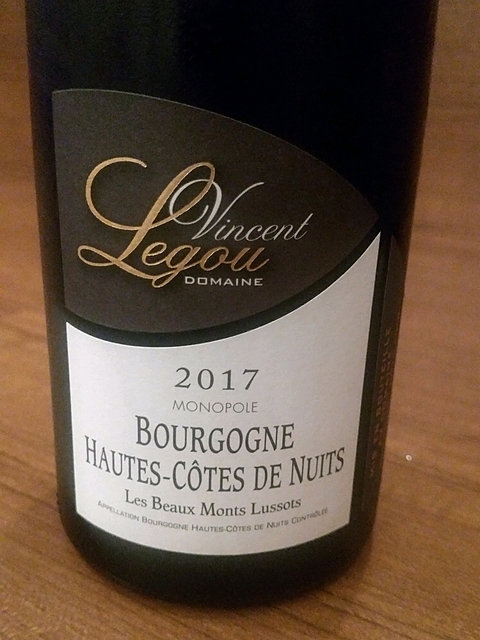 Vincent
Legou
DOMAINE
2017
MONOPOLE
BOURGOGNE
HAUTES-CÔTES DE NUITS
Les Beaux Monts Lussots
APPELLATION BOURGOGNE HAUTES-CÔTES DE NUITS CONTRÔLÉE